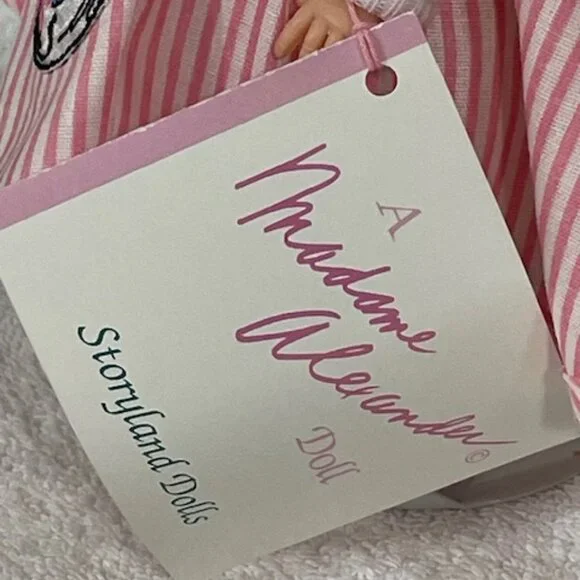 A
Madame
Alexander ©
Doll
Storyland Dolls